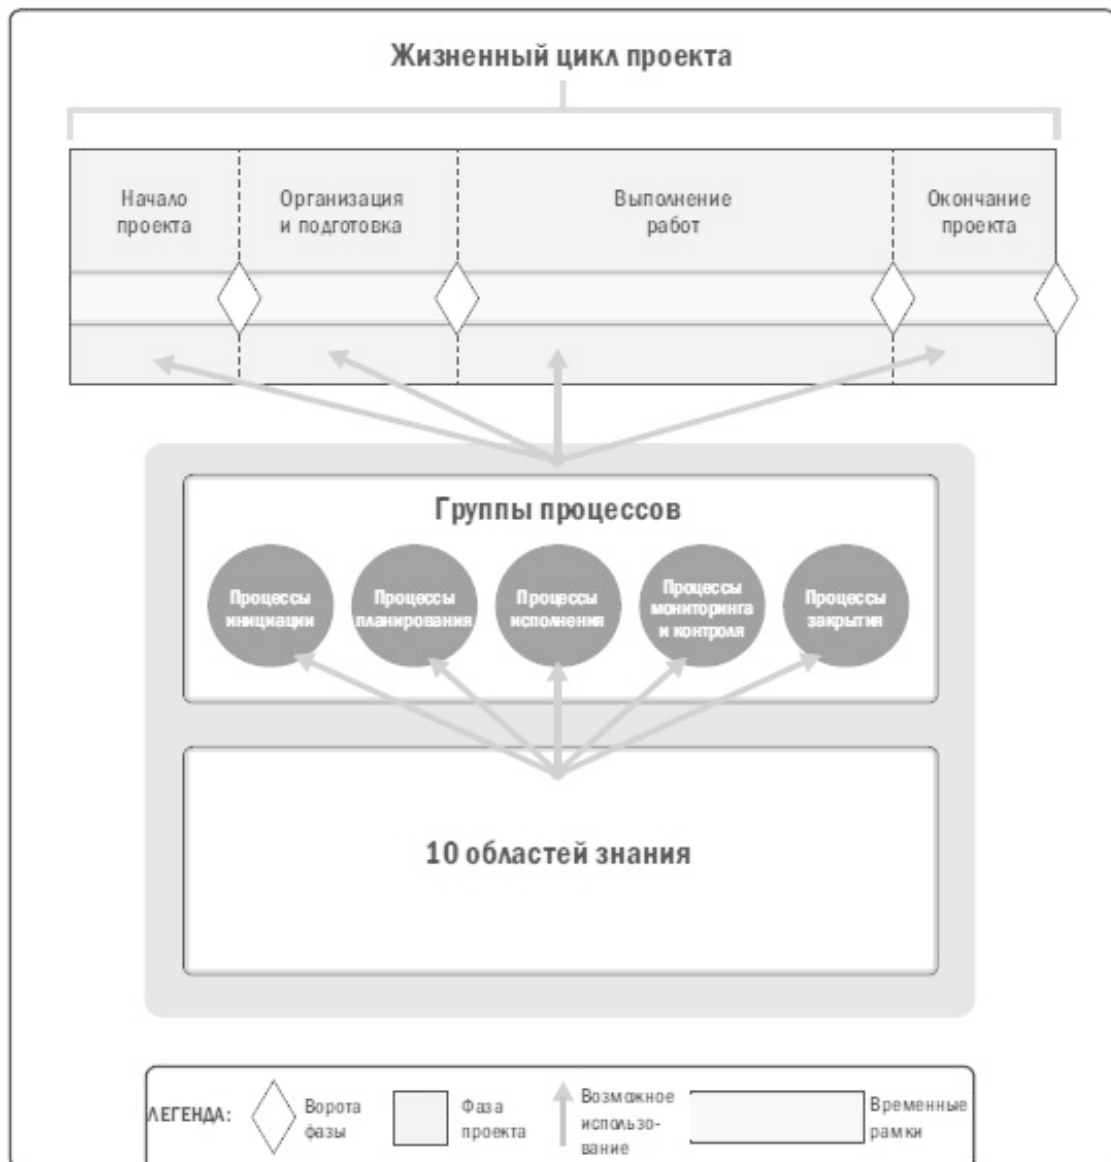 Жизненный цикл проекта
Начало
проекта
Организация
и подготовка
Выполнение
работ
Окончание
проекта
Группы процессов
Процессы
инициации
Процессы
планирования
Процессы
исполнения
Процессы
мониторинга
и контроля
Процессы
закрытия
10 областей знания
ЛЕГЕНДА:
Ворота
фазы
Фаза
проекта
Возможное
использо-
вание
Временные
рамки